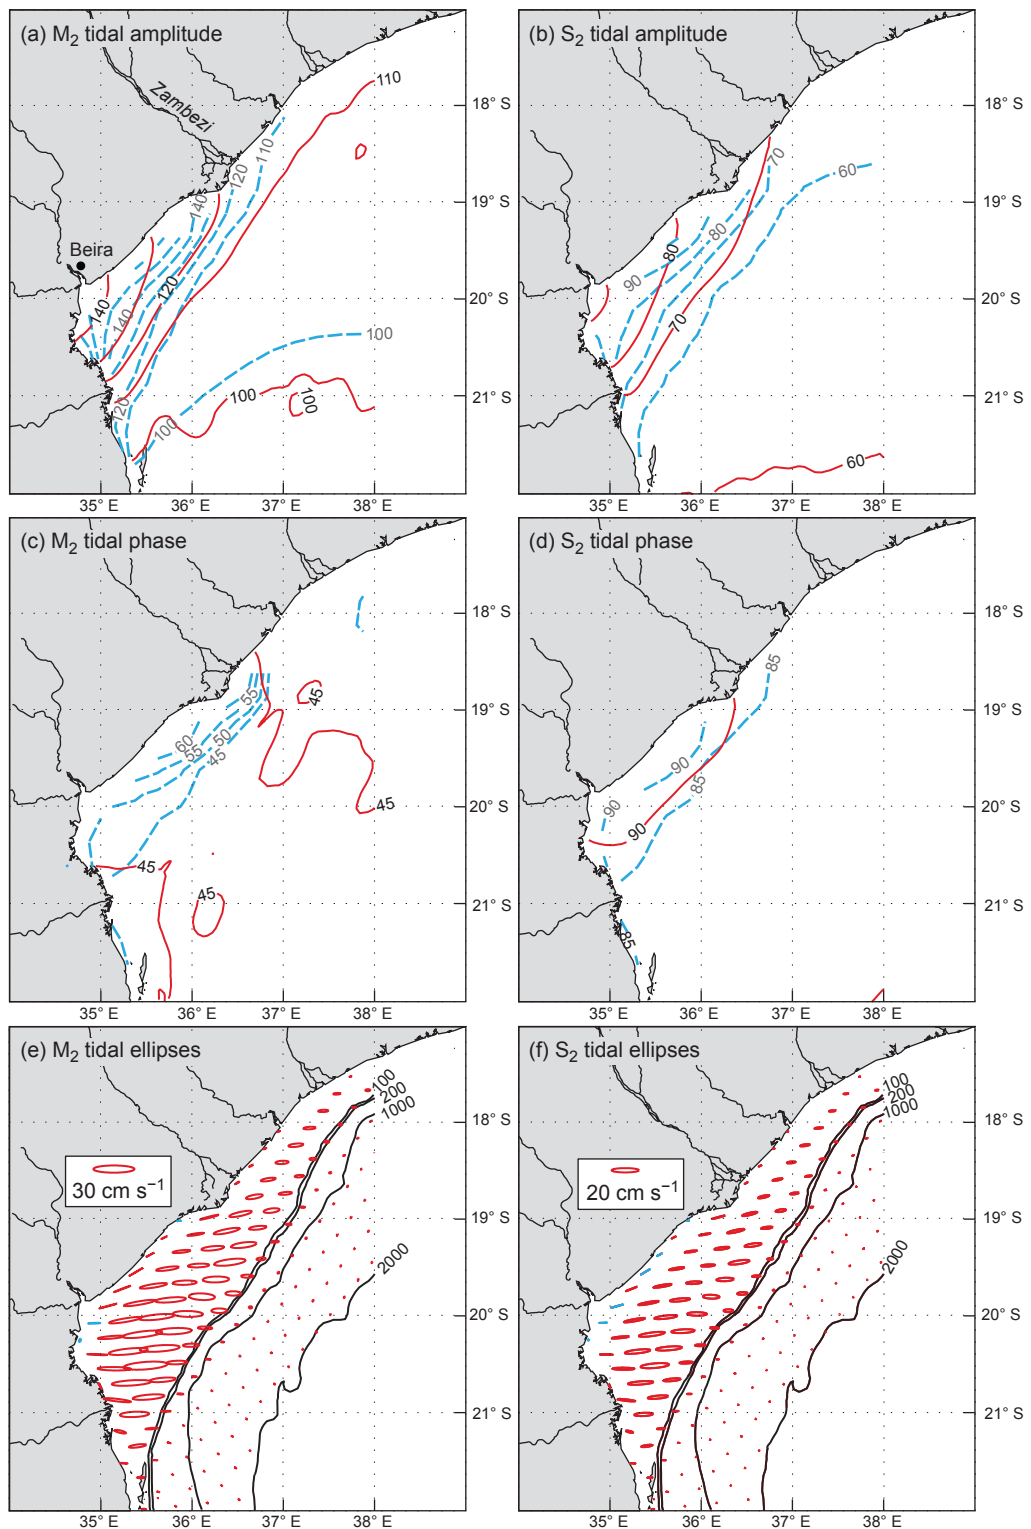 (a) M₂ tidal amplitude
(b) S₂ tidal amplitude
110
Zambezi
18° S
18° S
110
120
70
60
140
19° S
19° S
80
Beira
80
90
120
140
140
20° S
20° S
70
100
100
100
120
100
21° S
21° S
60
35° E
36° E
37° E
38° E
35° E
36° E
37° E
38° E
(c) M₂ tidal phase
(d) S₂ tidal phase
18° S
18° S
85
55
45
19° S
19° S
60
55
50
45
90
85
45
20° S
20° S
90
90
45
45
21° S
21° S
85
35° E
36° E
37° E
38° E
35° E
36° E
37° E
38° E
(e) M₂ tidal ellipses
(f) S₂ tidal ellipses
100
200
1000
100
200
1000
18° S
18° S
30 cm s⁻¹
20 cm s⁻¹
19° S
19° S
2000
2000
20° S
20° S
21° S
21° S
35° E
36° E
37° E
38° E
35° E
36° E
37° E
38° E